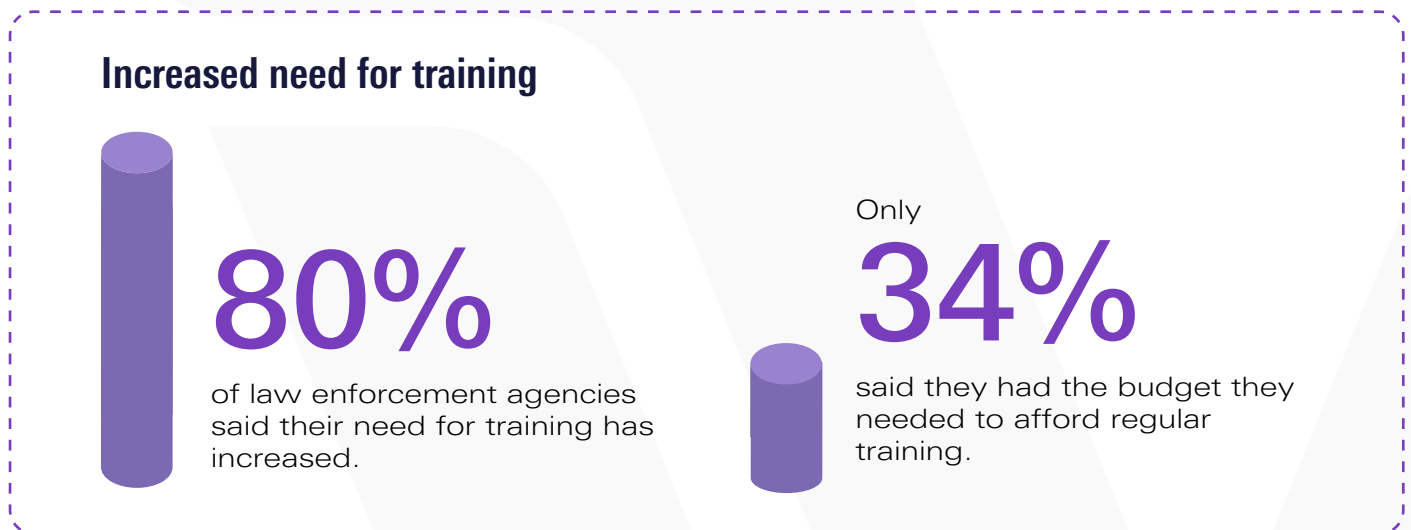 Increased need for training
80%
of law enforcement agencies
said their need for training has
increased.
Only
34%
said they had the budget they
needed to afford regular
training.